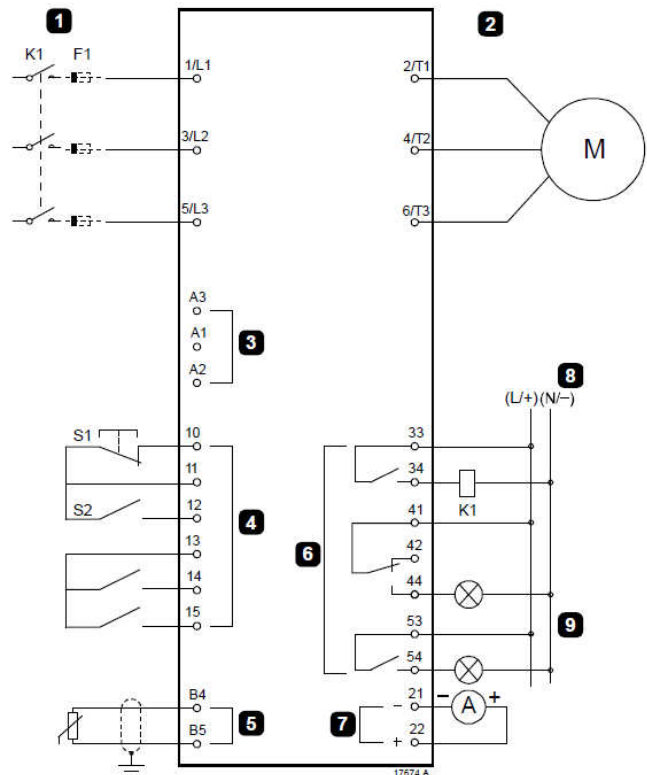 1
2
K1 F1
1/L1
2/T1
3/L2
4/T2
M
5/L3
6/T3
A3
A1
3
A2
8
(L/+)(N/−)
S1
10
33
11
34
K1
S2
12
4
41
13
6
42
14
44
15
53
9
54
B4
21
− A +
5
7
−
B5
22
+
17674.A